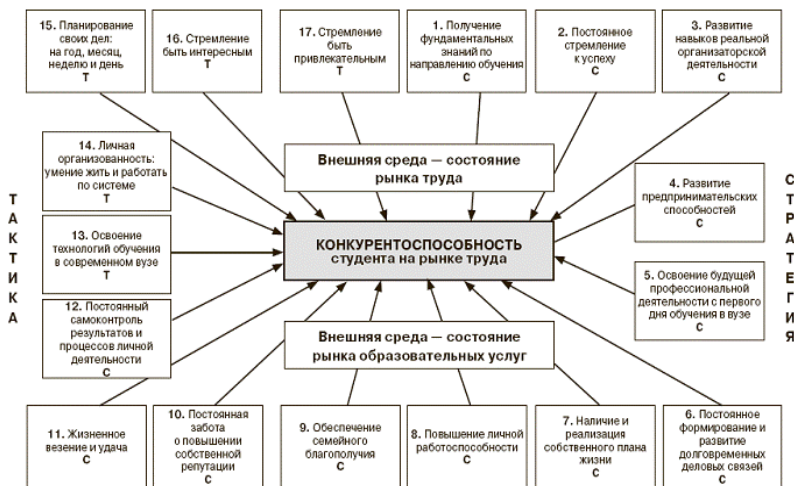 15. Планирование
своих дел:
на год, месяц,
неделю и день
Т
16. Стремление
быть интересным
Т
17. Стремление
быть
привлекательным
Т
1. Получение
фундаментальных
знаний по
направлению обучения
С
2. Постоянное
стремление
к успеху
С
3. Развитие
навыков реальной
организаторской
деятельности
С
14. Личная
организованность:
умение жить и работать
по системе
Т
Внешняя среда — состояние
рынка труда
4. Развитие
предпринимательских
способностей
С
ТАКТИКА
13. Освоение
технологий обучения
в современном вузе
Т
КОНКУРЕНТОСПОСОБНОСТЬ
студента на рынке труда
СТРАТЕГИЯ
5. Освоение будущей
профессиональной
деятельности с первого
дня обучения в вузе
С
12. Постоянный
самоконтроль
результатов и
процессов личной
деятельности
С
Внешняя среда — состояние
рынка образовательных услуг
11. Жизненное
везение и удача
С
10. Постоянная
забота
о повышении
собственной
репутации
С
9. Обеспечение
семейного
благополучия
С
8. Повышение личной
работоспособности
С
7. Наличие и
реализация
собственного плана
жизни
С
6. Постоянное
формирование и
развитие
долговременных
деловых связей
С